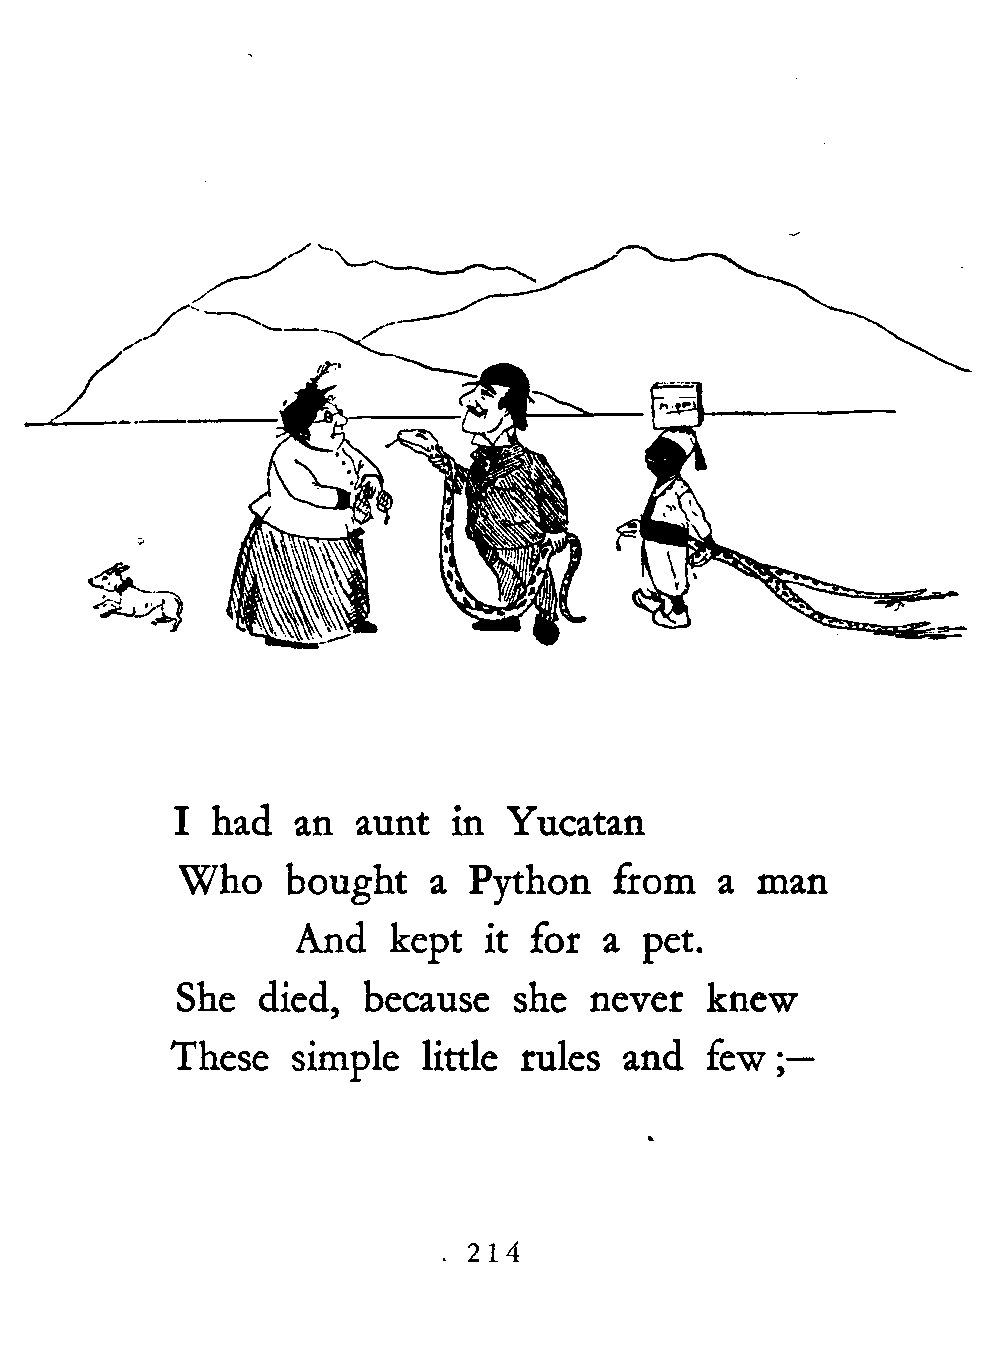 I had an aunt in Yucatan
Who bought a Python from a man
And kept it for a pet.
She died, because she never knew
These simple little rules and few;—
214